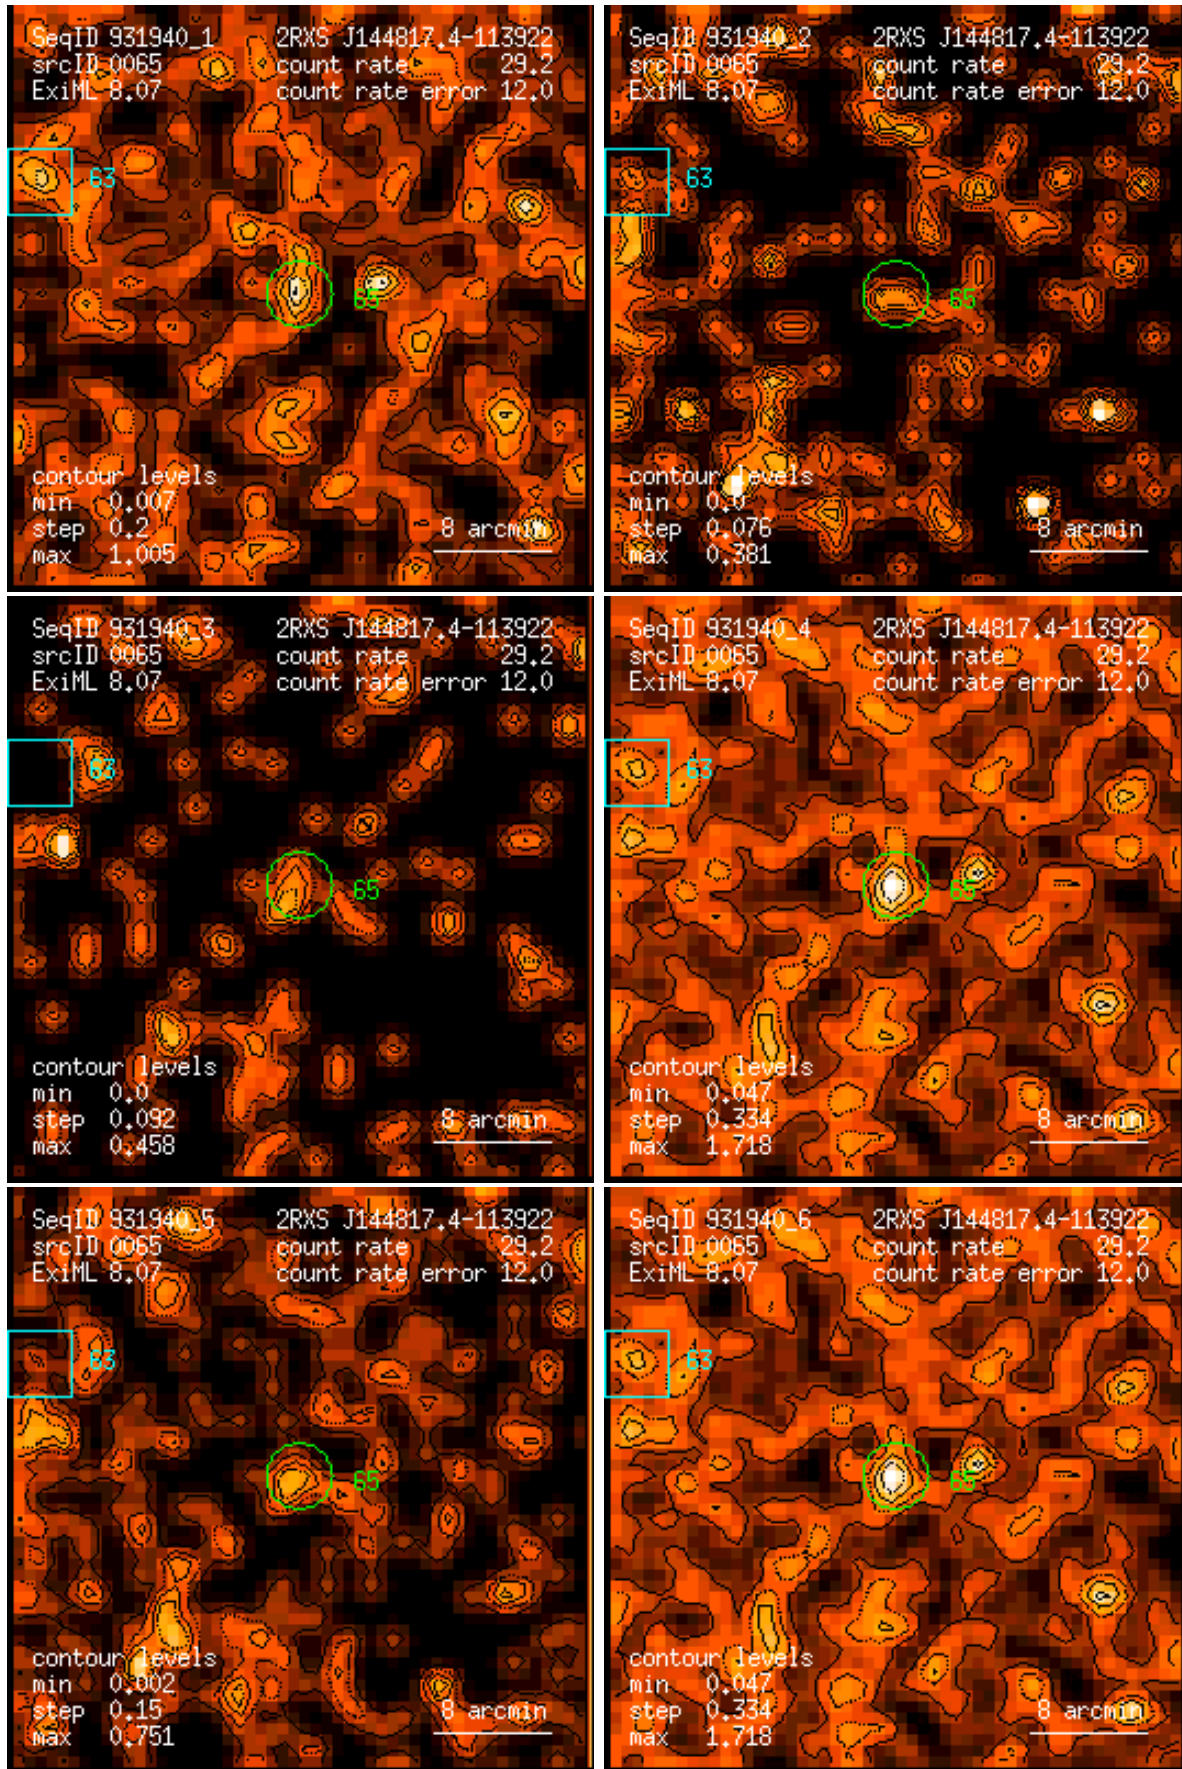 SeqID 931940_1 2RXS J144817.4-113922
srcID 0065 count rate 29.2
ExiML 8.07 count rate error 12.0
63
65
contour levels
min 0.007
step 0.2 8 arcmin
max 1.005
SeqID 931940_2 2RXS J144817.4-113922
srcID 0065 count rate 29.2
ExiML 8.07 count rate error 12.0
63
65
contour levels
min 0.0
step 0.076 8 arcmin
max 0.381
SeqID 931940_3 2RXS J144817.4-113922
srcID 0065 count rate 29.2
ExiML 8.07 count rate error 12.0
63
65
contour levels
min 0.0
step 0.092 8 arcmin
max 0.458
SeqID 931940_4 2RXS J144817.4-113922
srcID 0065 count rate 29.2
ExiML 8.07 count rate error 12.0
63
65
contour levels
min 0.047
step 0.334 8 arcmin
max 1.718
SeqID 931940_5 2RXS J144817.4-113922
srcID 0065 count rate 29.2
ExiML 8.07 count rate error 12.0
63
65
contour levels
min 0.002
step 0.15 8 arcmin
max 0.751
SeqID 931940_6 2RXS J144817.4-113922
srcID 0065 count rate 29.2
ExiML 8.07 count rate error 12.0
63
65
contour levels
min 0.047
step 0.334 8 arcmin
max 1.718